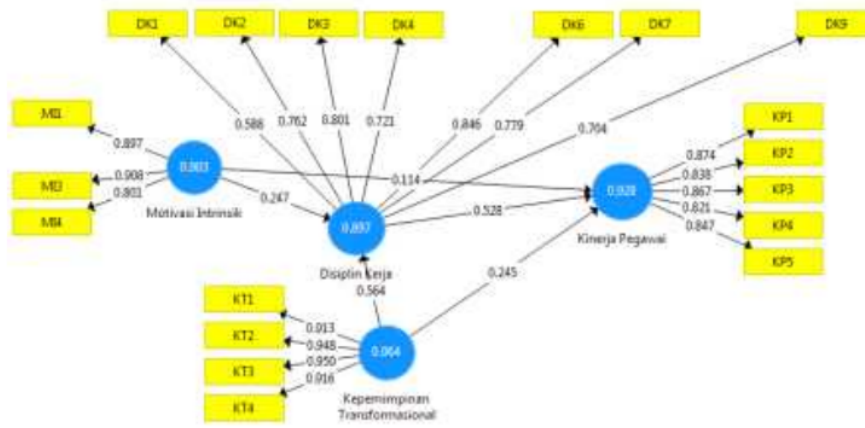 DK1 DK2 DK3 DK4 DK6 DK7 DK9
MI1
0.897
0.588 0.762 0.801 0.721 0.846 0.779 0.704
KP1
0.874
KP2
0.903
0.908
0.838
MI3
0.114
0.867
KP3
0.801
0.247
0.928
0.821
MI4
0.528
KP4
Motivasi Intrinsik
0.897
0.847
Kinerja Pegawai
KP5
Disiplin Kerja
0.245
KT1
0.564
0.913
KT2
0.948
0.964
KT3
0.950
0.916
KT4
Kepemimpinan
Transformasional